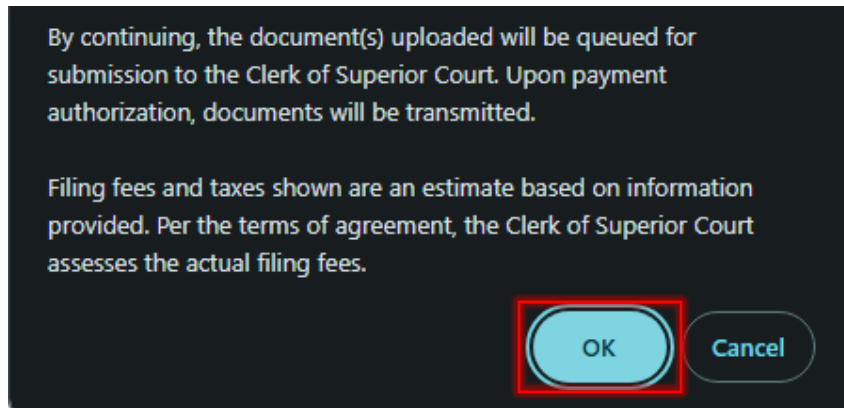 By continuing, the document(s) uploaded will be queued for
submission to the Clerk of Superior Court. Upon payment
authorization, documents will be transmitted.
Filing fees and taxes shown are an estimate based on information
provided. Per the terms of agreement, the Clerk of Superior Court
assesses the actual filing fees.
OK
Cancel